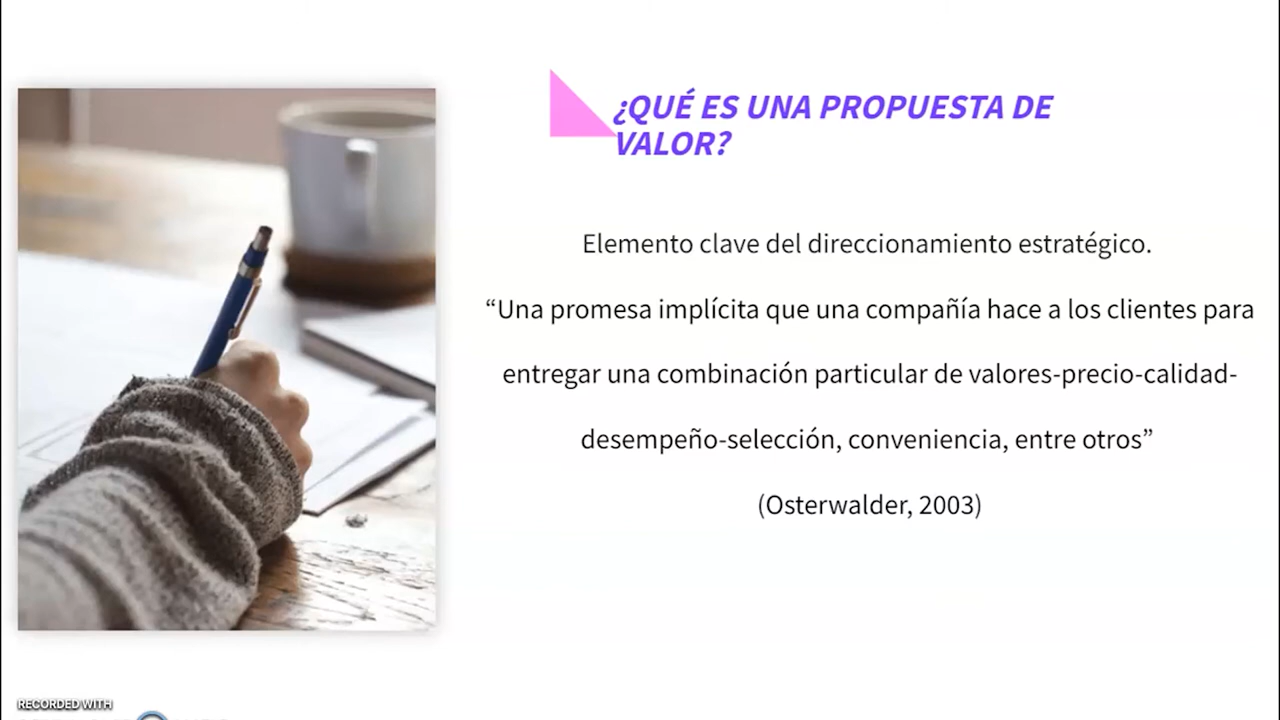 ¿QUÉ ES UNA PROPUESTA DE
VALOR?
Elemento clave del direccionamiento estratégico.
“Una promesa implícita que una compañía hace a los clientes para
entregar una combinación particular de valores-precio-calidad-
desempeño-selección, conveniencia, entre otros”
(Osterwalder, 2003)
RECORDED WITH